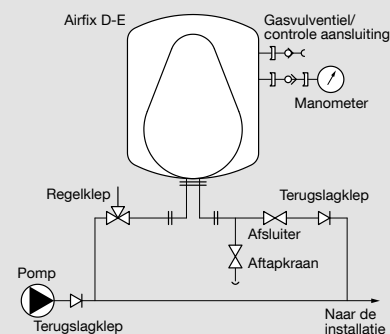 Airfix D-E
Gasvulventiel/
controle aansluiting
Manometer
Regelklep
Terugslagklep
Afsluiter
Aftapkraan
Pomp
Terugslagklep
Naar de
installatie